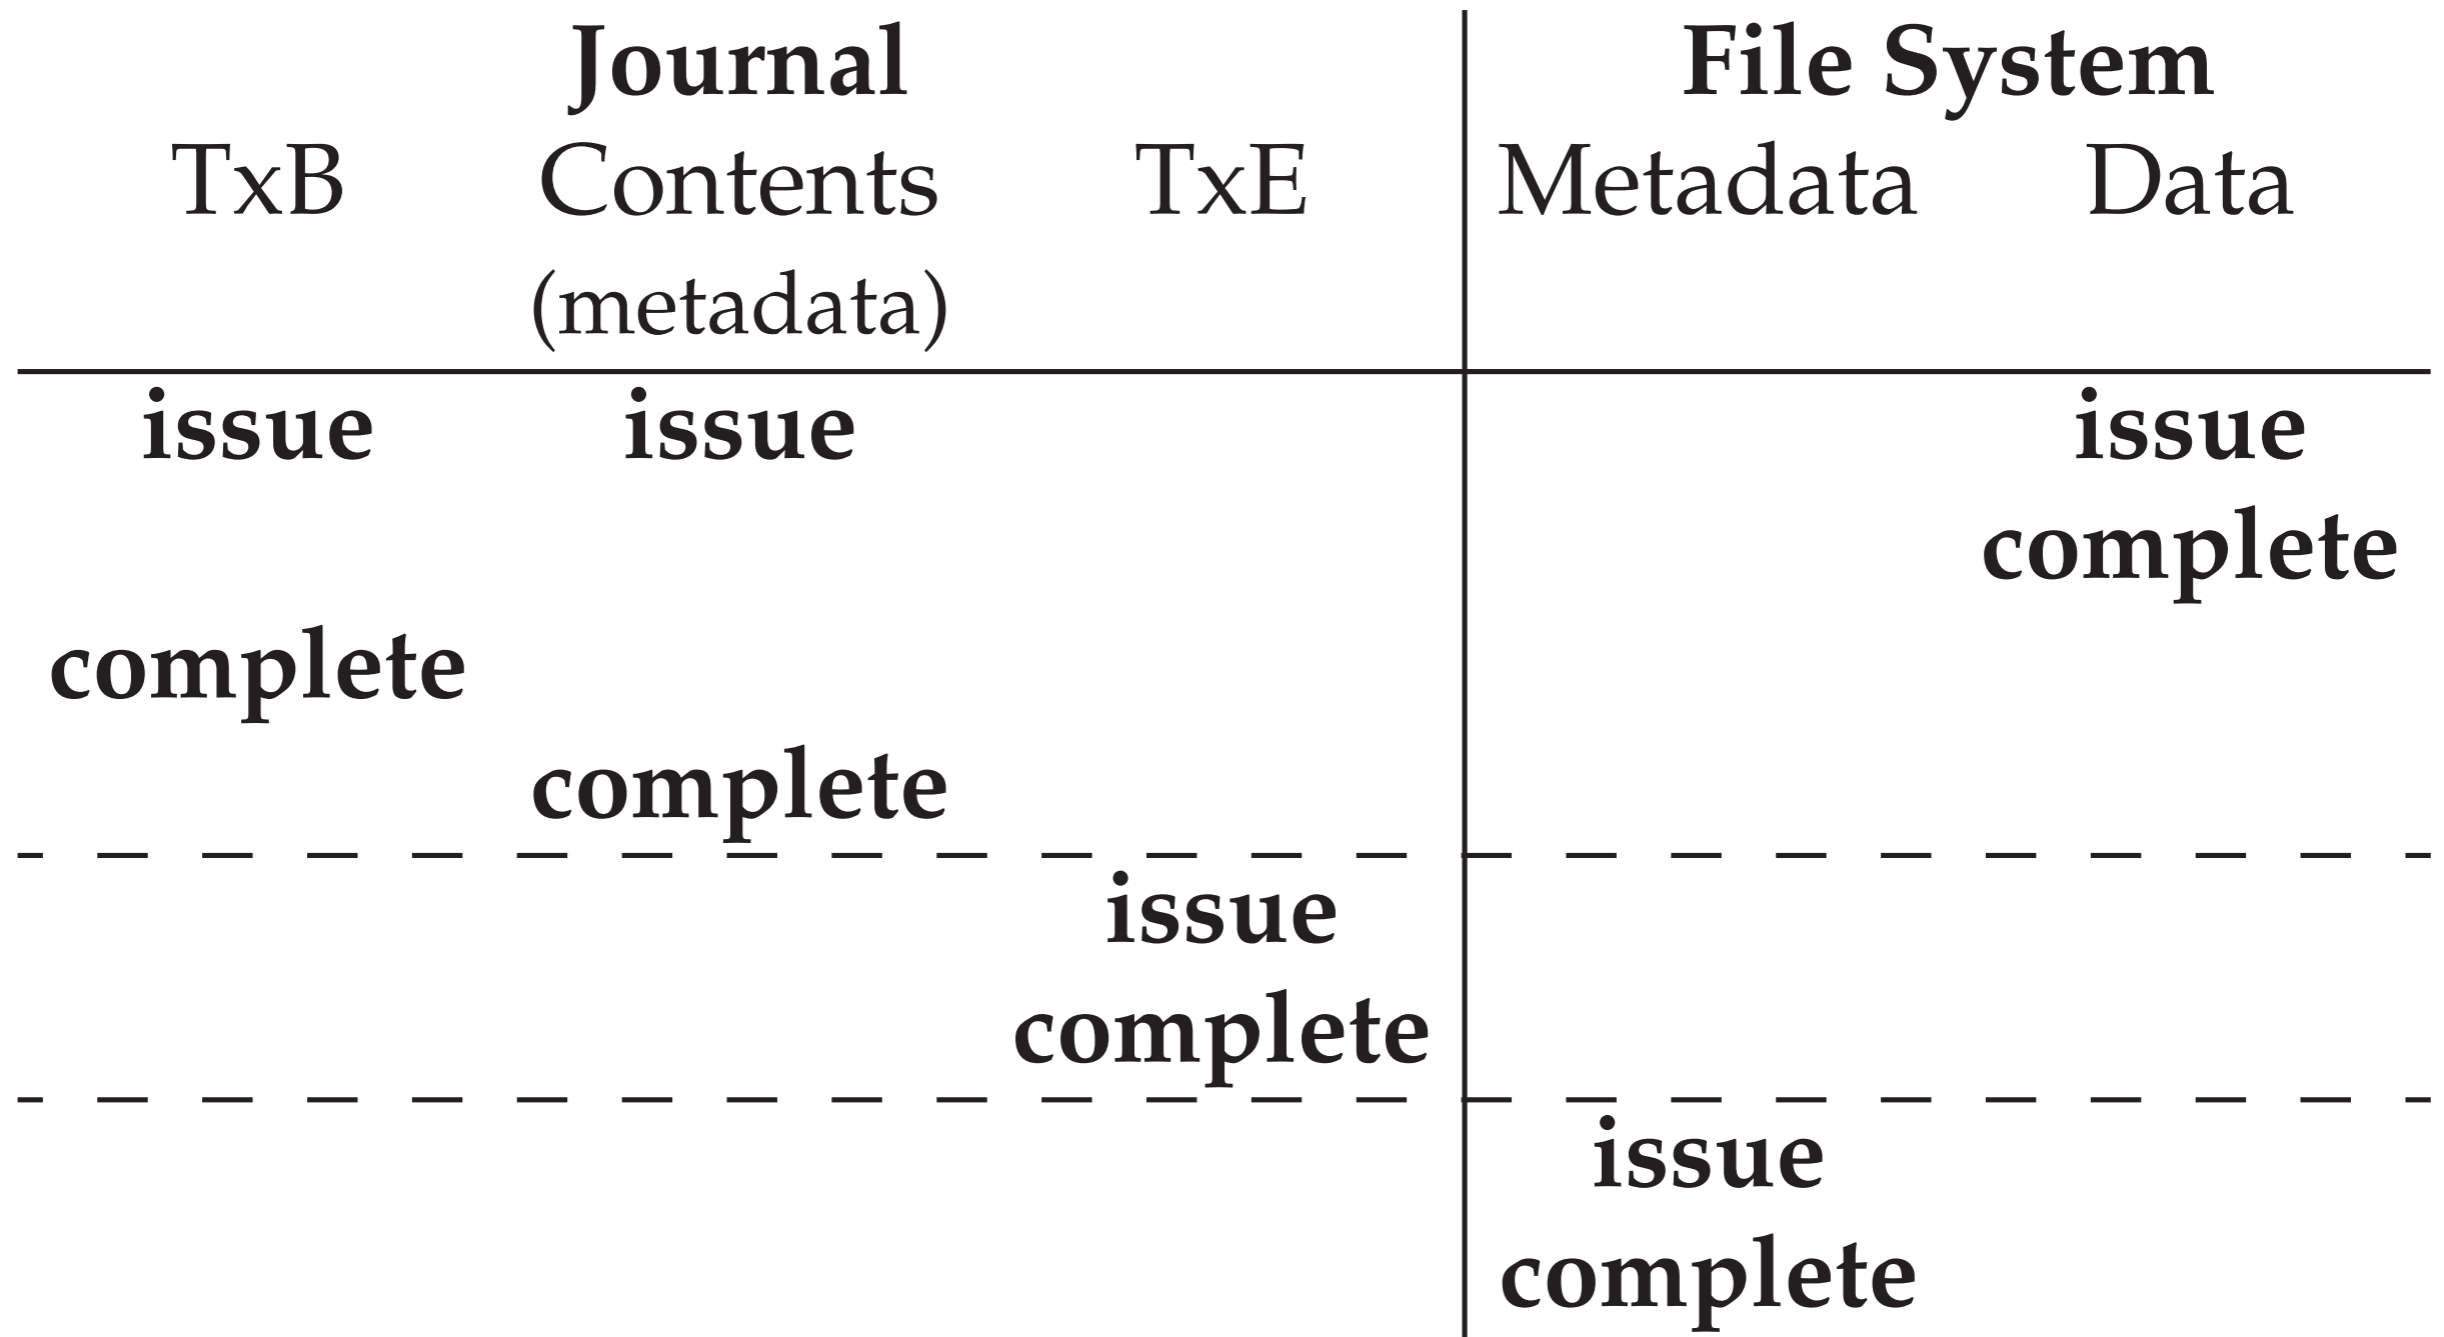 Journal File System
TxB Contents TxE Metadata Data
(metadata)
issue issue issue
complete
complete
complete
issue
complete
issue
complete